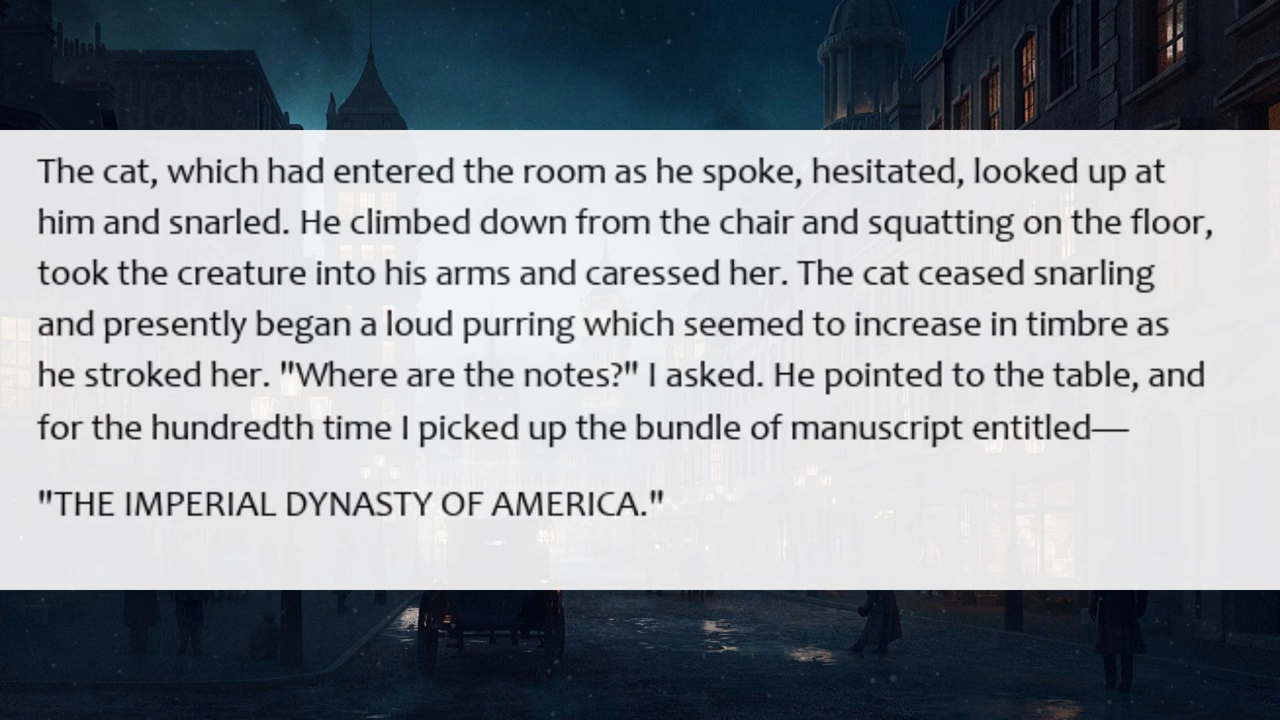 The cat, which had entered the room as he spoke, hesitated, looked up at
him and snarled. He climbed down from the chair and squatting on the floor,
took the creature into his arms and caressed her. The cat ceased snarling
and presently began a loud purring which seemed to increase in timbre as
he stroked her. "Where are the notes?" I asked. He pointed to the table, and
for the hundredth time I picked up the bundle of manuscript entitled—
"THE IMPERIAL DYNASTY OF AMERICA."